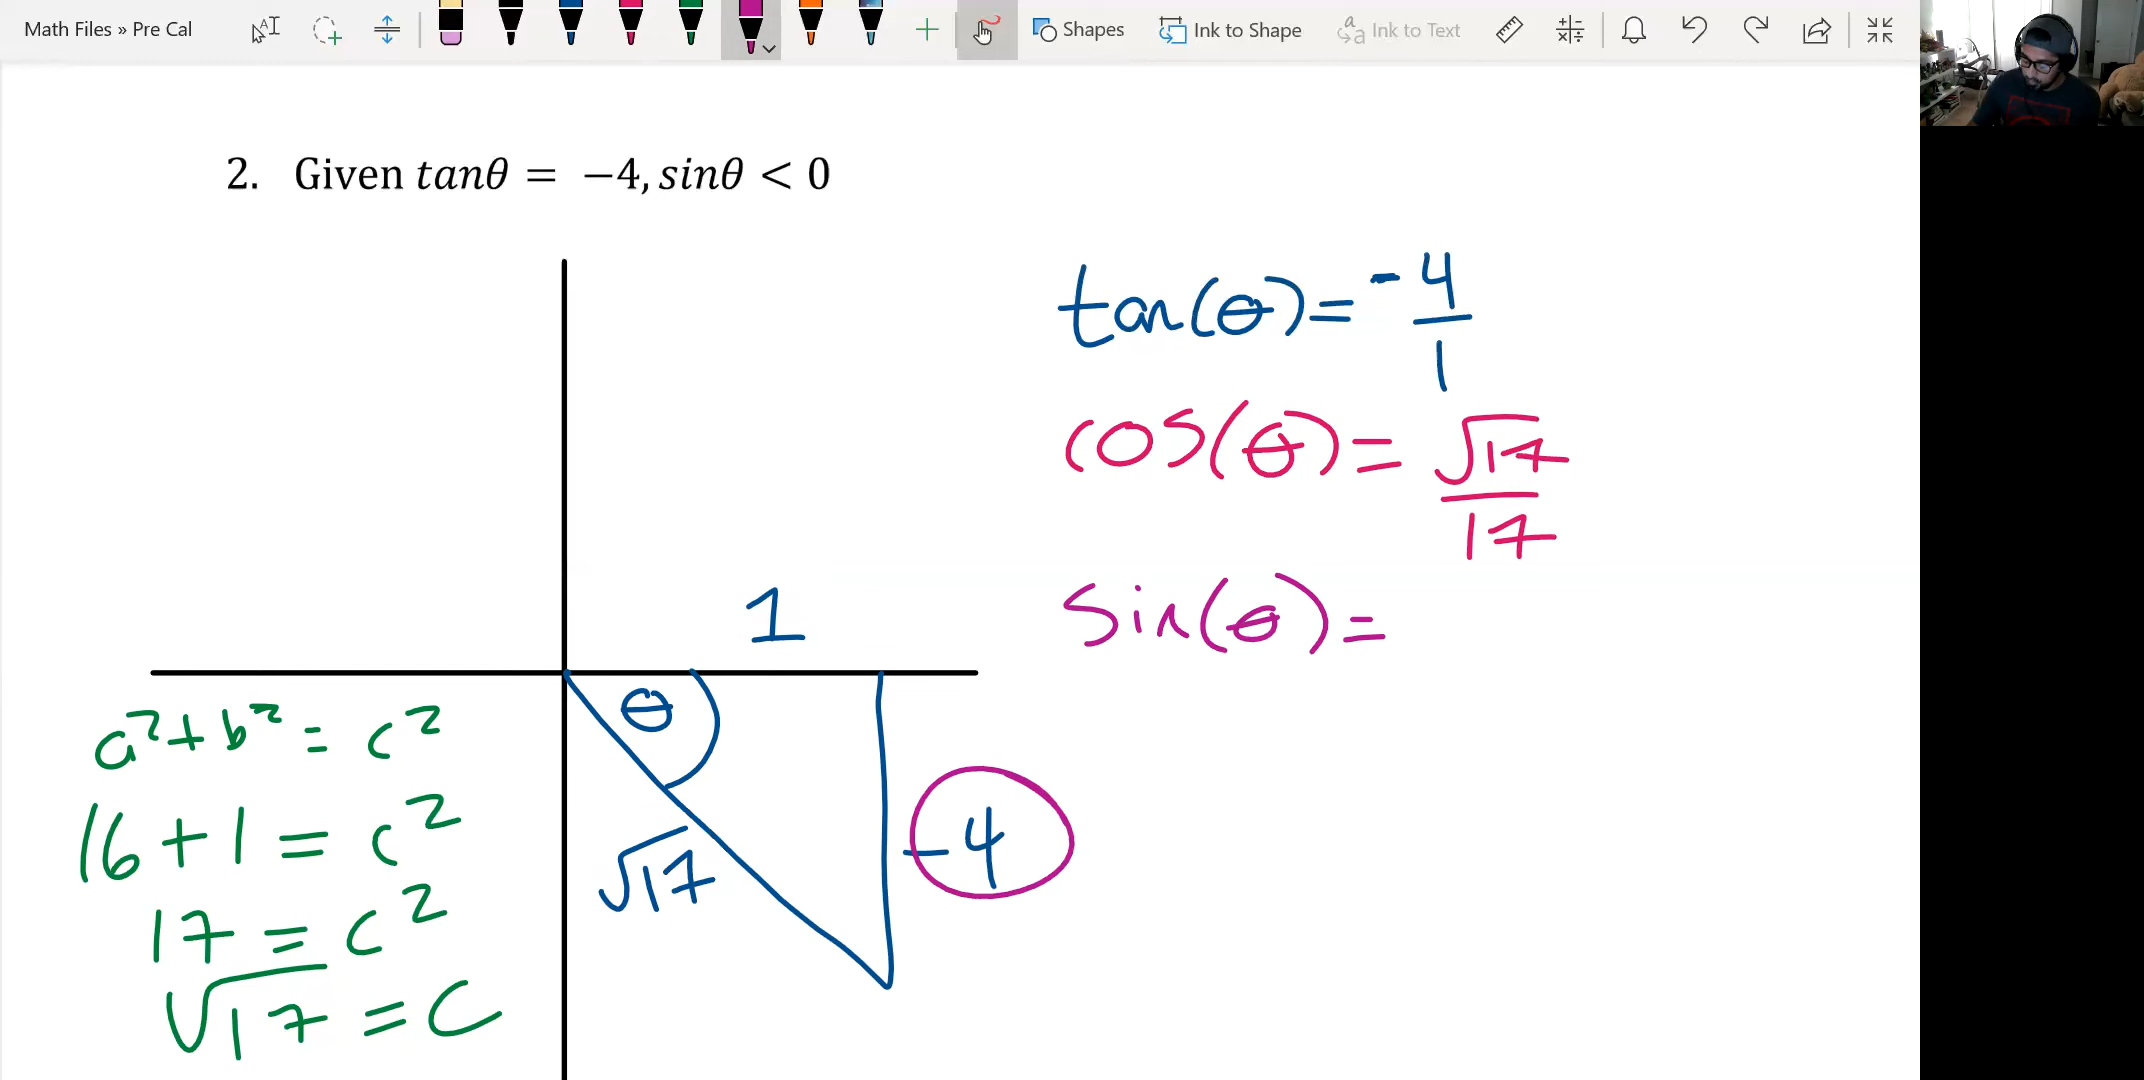 Math Files » Pre Cal
Shapes
Ink to Shape
Ink to Text
2. Given tanθ = −4, sinθ < 0
tan(θ) = -4/1
cos(θ) = √17/17
sin(θ) =
1
θ
-4
√17
a² + b² = c²
16 + 1 = c²
17 = c²
√17 = c